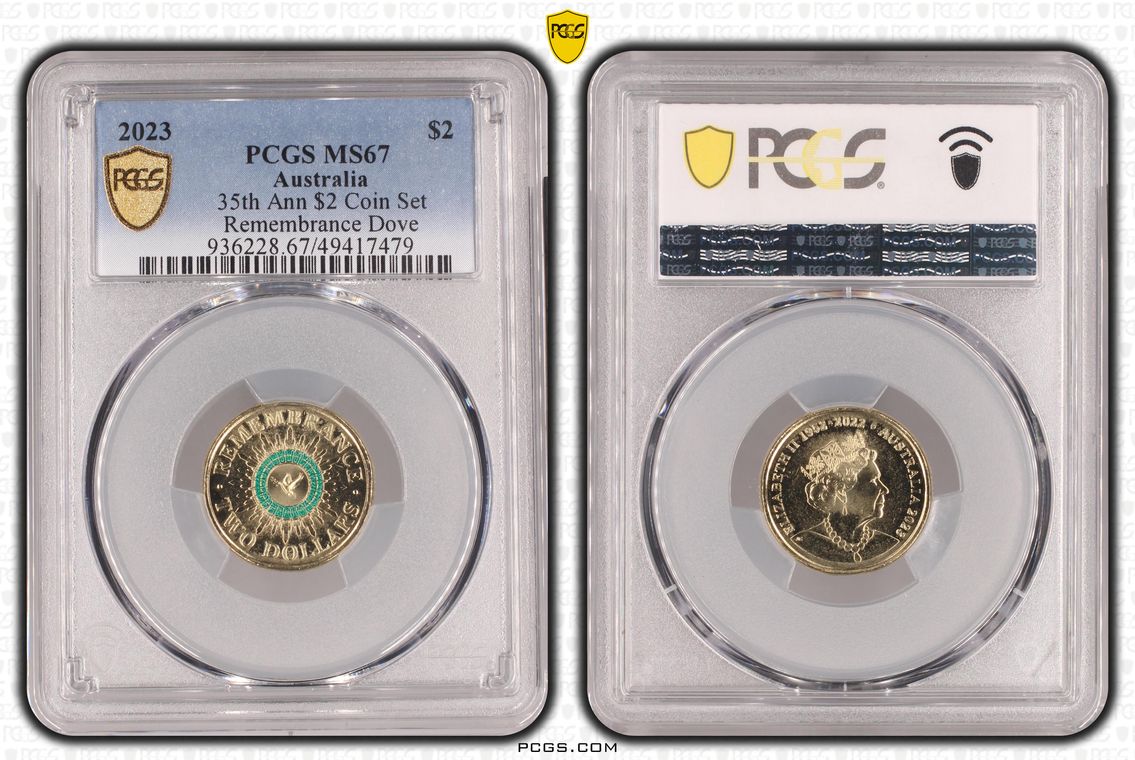 PCGS
2023 $2
PCGS MS67
PCGS
Australia
35th Ann $2 Coin Set
Remembrance Dove
936228.67/49417479
REMEMBRANCE
TWO DOLLARS
PCGS
ELIZABETH II 1952-2022 • AUSTRALIA 2023
PCGS.COM